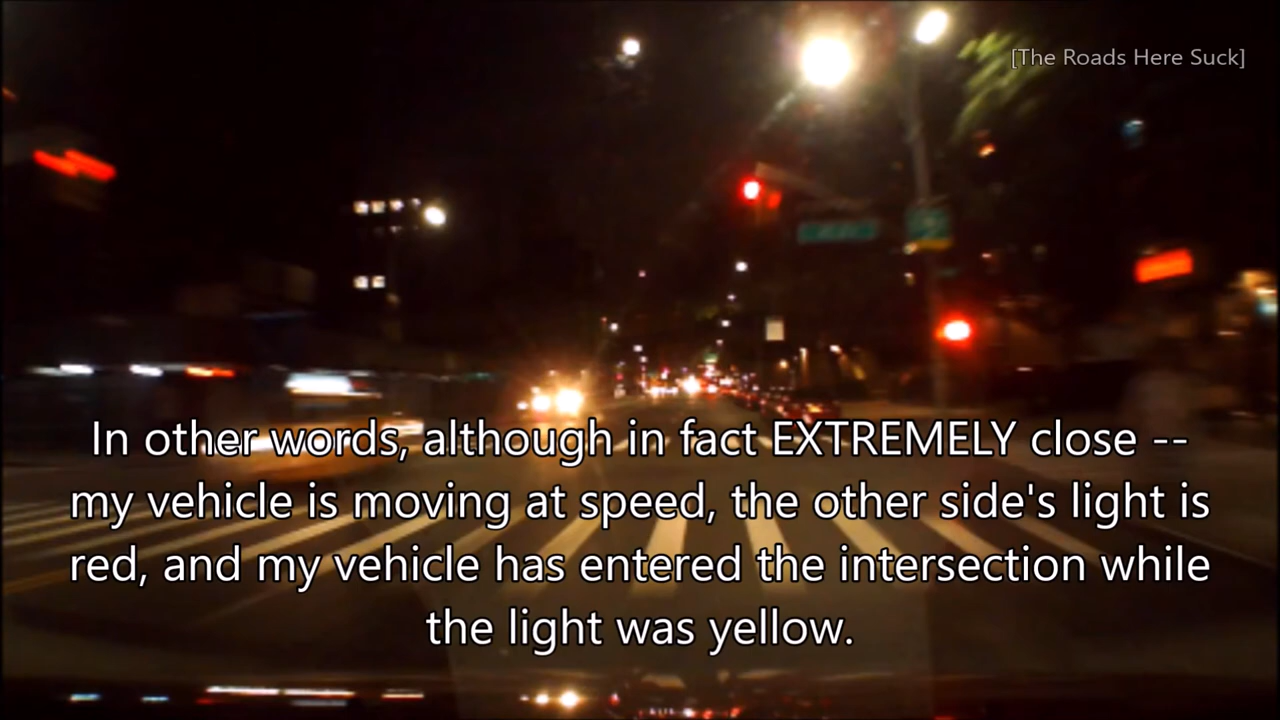 [The Roads Here Suck]
In other words, although in fact EXTREMELY close --
my vehicle is moving at speed, the other side's light is
red, and my vehicle has entered the intersection while
the light was yellow.